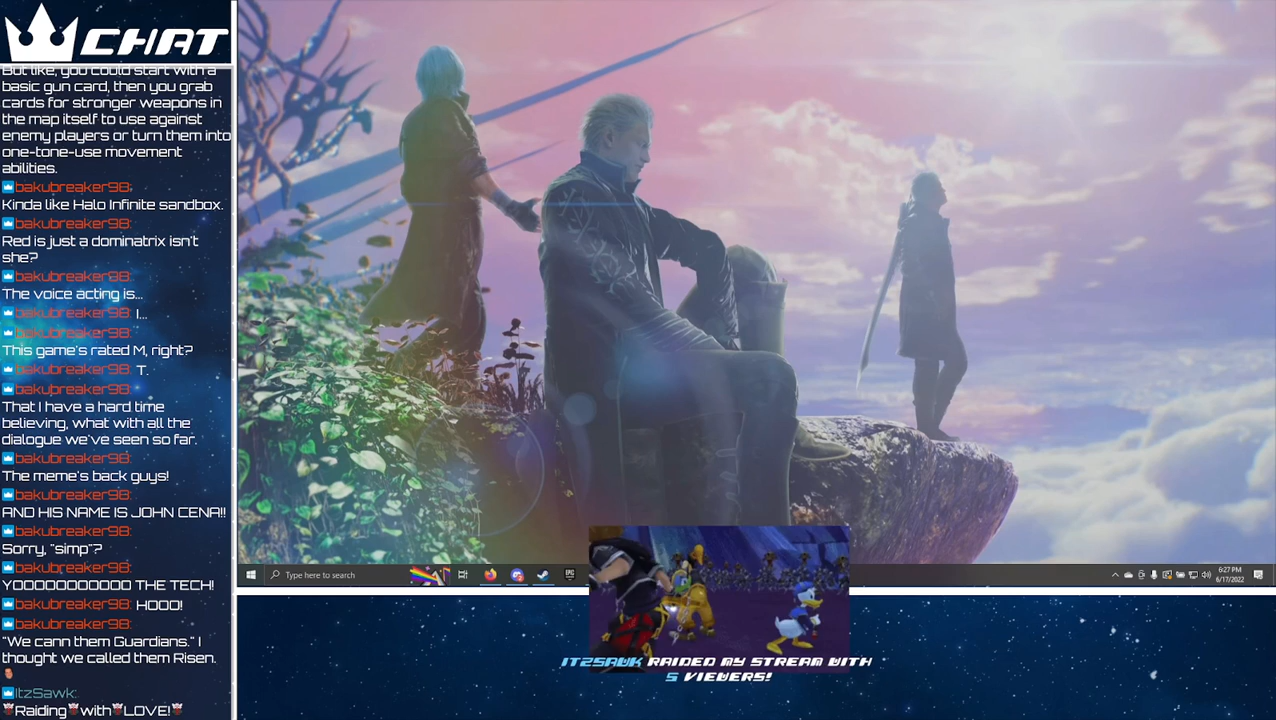 CHAT
But like, you could start with a
basic gun card, then you grab
cards for stronger weapons in
the map itself to use against
enemy players or turn them into
one-tone-use movement
abilities.
bakubreaker98:
Kinda like Halo Infinite sandbox.
bakubreaker98:
Red is just a dominatrix isn't
she?
bakubreaker98:
The voice acting is...
bakubreaker98: I...
bakubreaker98:
This game's rated M, right?
bakubreaker98: T.
bakubreaker98:
That I have a hard time
believing, what with all the
dialogue we've seen so far.
bakubreaker98:
The meme's back guys!
bakubreaker98:
AND HIS NAME IS JOHN CENA!!
bakubreaker98:
Sorry, "simp"?
bakubreaker98:
YOOOOOOOOOOO THE TECH!
bakubreaker98: HOOO!
bakubreaker98:
"We cann them Guardians." I
thought we called them Risen.
ItzSawk:
Raiding with LOVE!
Type here to search
EPIC
6:27 PM
6/17/2022
ITZSAWK RAIDED MY STREAM WITH
5 VIEWERS!